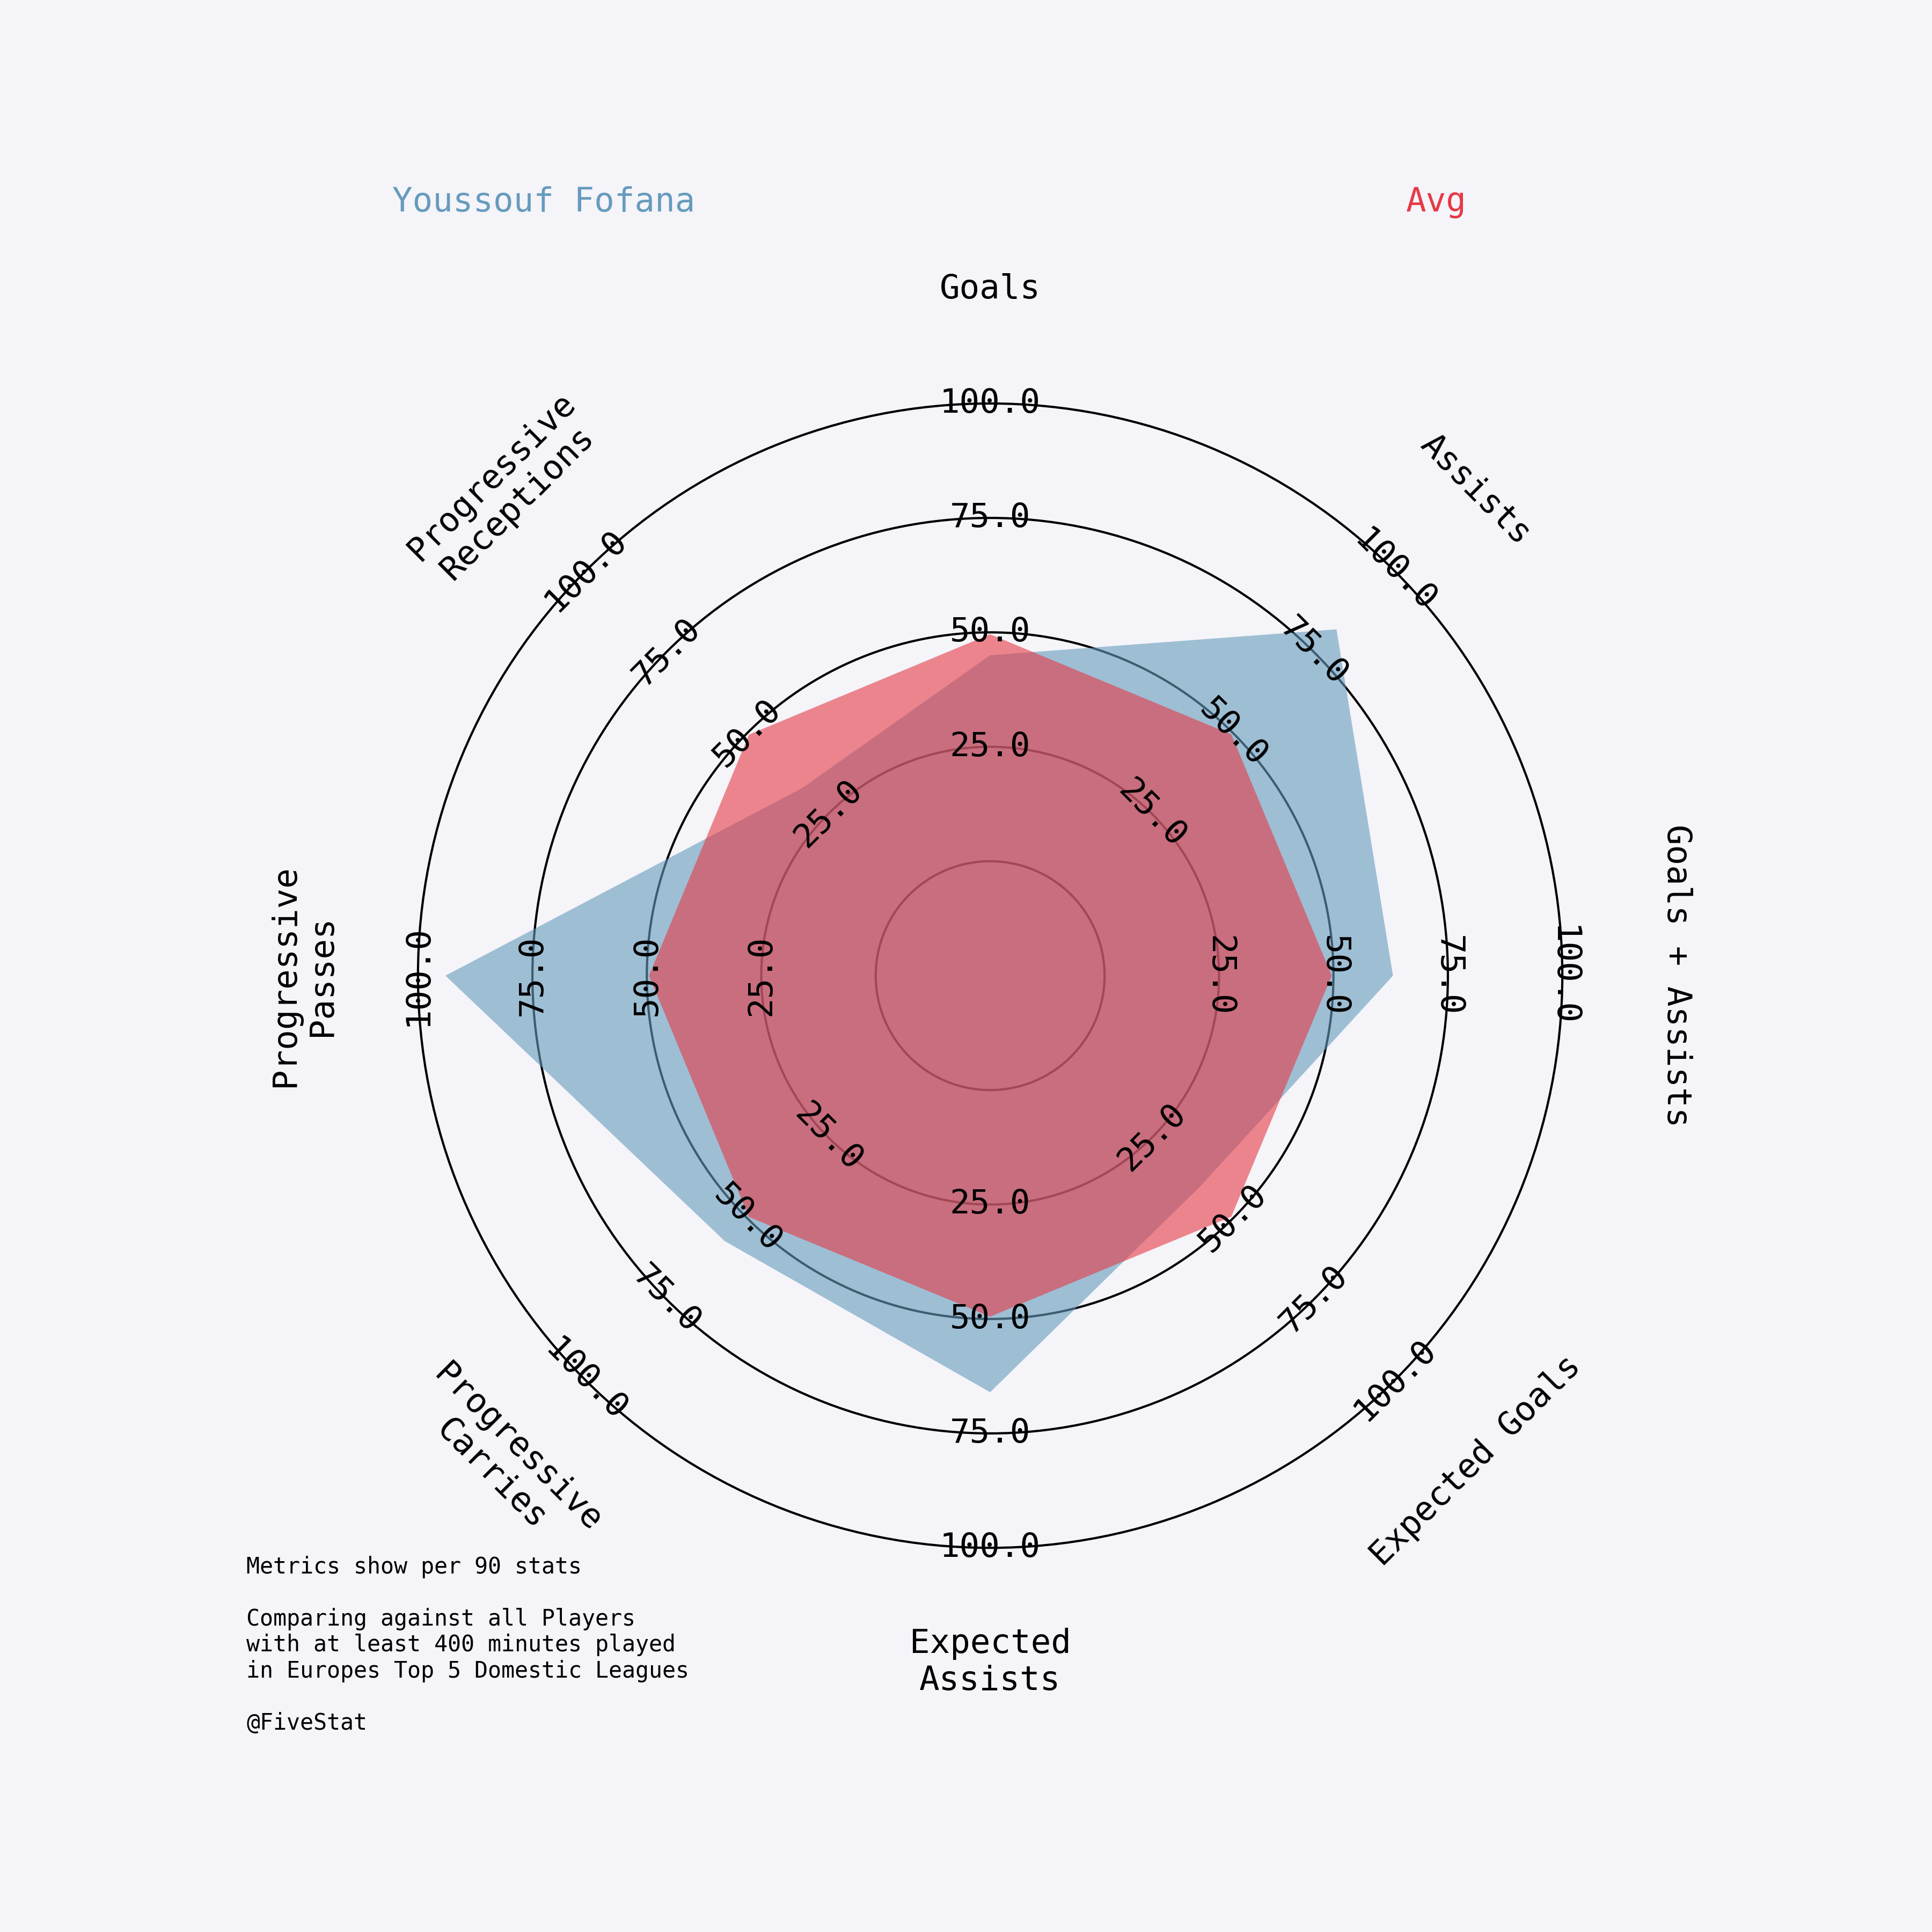 Youssouf Fofana
Avg
Goals
100.0
75.0
50.0
25.0
Assists
100.0
75.0
50.0
25.0
Goals + Assists
100.0
75.0
50.0
25.0
Expected Goals
100.0
75.0
50.0
25.0
Expected
Assists
100.0
75.0
50.0
25.0
Progressive
Carries
100.0
75.0
50.0
25.0
Progressive
Passes
100.0
75.0
50.0
25.0
Progressive
Receptions
100.0
75.0
50.0
25.0
Metrics show per 90 stats
Comparing against all Players
with at least 400 minutes played
in Europes Top 5 Domestic Leagues
@FiveStat